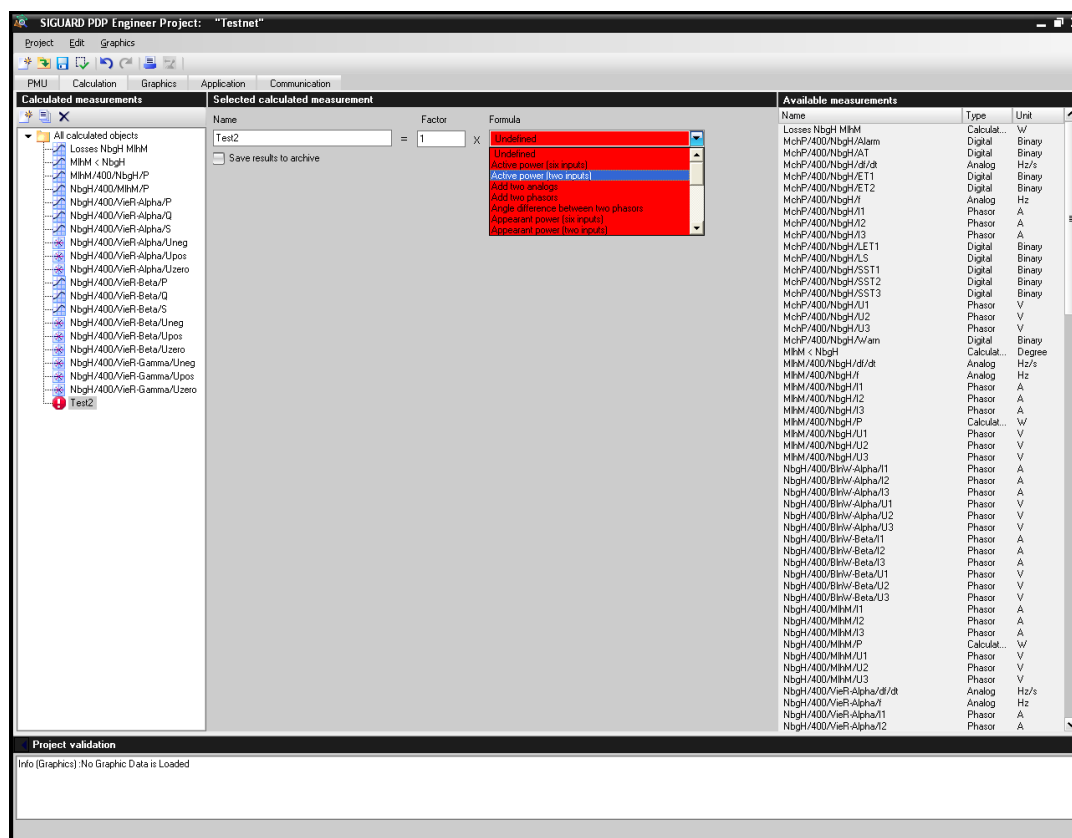 SIGUARD PDP Engineer Project: "Testnet"
Project Edit Graphics
PMU Calculation Graphics Application Communication
Calculated measurements
All calculated objects
Losses NbgH MlhM
MlhM < NbgH
MlhM/400/NbgH/P
NbgH/400/MlhM/P
NbgH/400/VieR-Alpha/P
NbgH/400/VieR-Alpha/Q
NbgH/400/VieR-Alpha/S
NbgH/400/VieR-Alpha/Uneg
NbgH/400/VieR-Alpha/Upos
NbgH/400/VieR-Alpha/Uzero
NbgH/400/VieR-Beta/P
NbgH/400/VieR-Beta/Q
NbgH/400/VieR-Beta/S
NbgH/400/VieR-Beta/Uneg
NbgH/400/VieR-Beta/Upos
NbgH/400/VieR-Beta/Uzero
NbgH/400/VieR-Gamma/Uneg
NbgH/400/VieR-Gamma/Upos
NbgH/400/VieR-Gamma/Uzero
Test2
Selected calculated measurement
Name Factor Formula
Test2 = 1 X Undefined
Save results to archive
Undefined
Active power (six inputs)
Active power (two inputs)
Add two analogs
Add two phasors
Angle difference between two phasors
Appearant power (six inputs)
Appearant power (two inputs)
Available measurements
Name Type Unit
Losses NbgH MlhM Calculat... W
MchP/400/NbgH/Alarm Digital Binary
MchP/400/NbgH/AT Digital Binary
MchP/400/NbgH/df/dt Analog Hz/s
MchP/400/NbgH/ET1 Digital Binary
MchP/400/NbgH/ET2 Digital Binary
MchP/400/NbgH/f Analog Hz
MchP/400/NbgH/I1 Phasor A
MchP/400/NbgH/I2 Phasor A
MchP/400/NbgH/I3 Phasor A
MchP/400/NbgH/LET1 Digital Binary
MchP/400/NbgH/LS Digital Binary
MchP/400/NbgH/SST1 Digital Binary
MchP/400/NbgH/SST2 Digital Binary
MchP/400/NbgH/SST3 Digital Binary
MchP/400/NbgH/U1 Phasor V
MchP/400/NbgH/U2 Phasor V
MchP/400/NbgH/U3 Phasor V
MchP/400/NbgH/Warn Digital Binary
MlhM < NbgH Calculat... Degree
MlhM/400/NbgH/df/dt Analog Hz/s
MlhM/400/NbgH/f Analog Hz
MlhM/400/NbgH/I1 Phasor A
MlhM/400/NbgH/I2 Phasor A
MlhM/400/NbgH/I3 Phasor A
MlhM/400/NbgH/P Calculat... W
MlhM/400/NbgH/U1 Phasor V
MlhM/400/NbgH/U2 Phasor V
MlhM/400/NbgH/U3 Phasor V
NbgH/400/BlnW-Alpha/I1 Phasor A
NbgH/400/BlnW-Alpha/I2 Phasor A
NbgH/400/BlnW-Alpha/I3 Phasor A
NbgH/400/BlnW-Alpha/U1 Phasor V
NbgH/400/BlnW-Alpha/U2 Phasor V
NbgH/400/BlnW-Alpha/U3 Phasor V
NbgH/400/BlnW-Beta/I1 Phasor A
NbgH/400/BlnW-Beta/I2 Phasor A
NbgH/400/BlnW-Beta/I3 Phasor A
NbgH/400/BlnW-Beta/U1 Phasor V
NbgH/400/BlnW-Beta/U2 Phasor V
NbgH/400/BlnW-Beta/U3 Phasor V
NbgH/400/MlhM/I1 Phasor A
NbgH/400/MlhM/I2 Phasor A
NbgH/400/MlhM/I3 Phasor A
NbgH/400/MlhM/P Calculat... W
NbgH/400/MlhM/U1 Phasor V
NbgH/400/MlhM/U2 Phasor V
NbgH/400/MlhM/U3 Phasor V
NbgH/400/VieR-Alpha/df/dt Analog Hz/s
NbgH/400/VieR-Alpha/f Analog Hz
NbgH/400/VieR-Alpha/I1 Phasor A
NbgH/400/VieR-Alpha/I2 Phasor A
Project validation
Info (Graphics) :No Graphic Data is Loaded